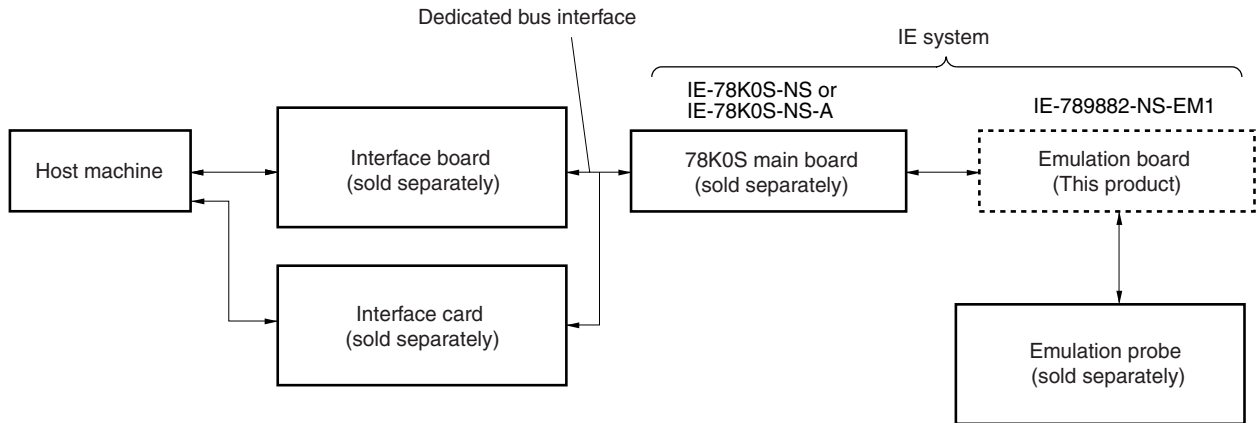 Dedicated bus interface
IE system
IE-78K0S-NS or
IE-78K0S-NS-A
IE-789882-NS-EM1
Host machine
Interface board
(sold separately)
78K0S main board
(sold separately)
Emulation board
(This product)
Interface card
(sold separately)
Emulation probe
(sold separately)